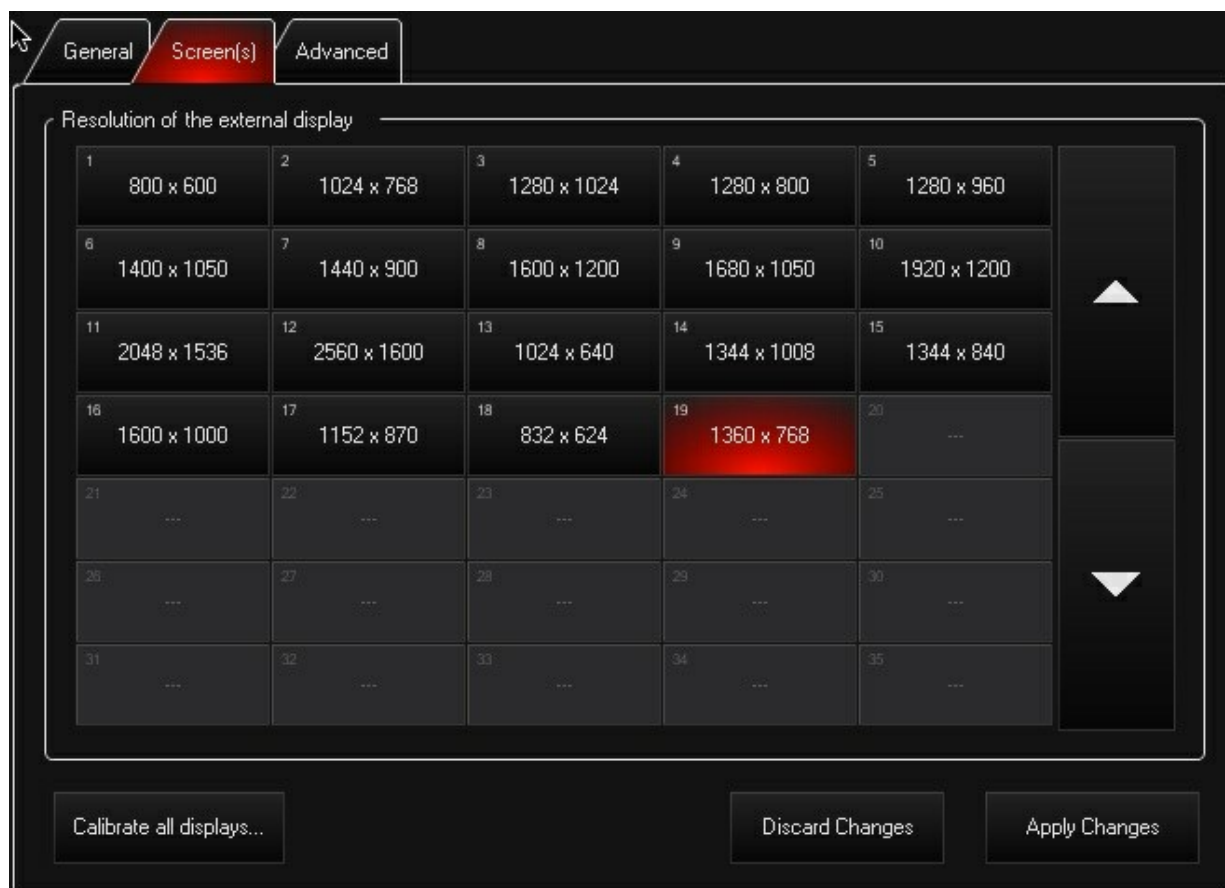 General Screen(s) Advanced
Resolution of the external display
1 2 3 4 5
800 x 600 1024 x 768 1280 x 1024 1280 x 800 1280 x 960
6 7 8 9 10
1400 x 1050 1440 x 900 1600 x 1200 1680 x 1050 1920 x 1200
11 12 13 14 15
2048 x 1536 2560 x 1600 1024 x 640 1344 x 1008 1344 x 840
16 17 18 19 20
1600 x 1000 1152 x 870 832 x 624 1360 x 768 ---
21 22 23 24 25
--- --- --- --- ---
26 27 28 29 30
--- --- --- --- ---
31 32 33 34 35
--- --- --- --- ---
Calibrate all displays... Discard Changes Apply Changes